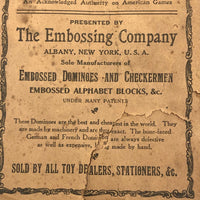 An Acknowledged Authority on American Games
PRESENTED BY
The Embossing Company
ALBANY, NEW YORK, U. S. A.
Sole Manufacturers of
EMBOSSED DOMINOES AND CHECKERMEN
EMBOSSED ALPHABET BLOCKS, &c.
UNDER MANY PATENTS
These Dominoes are the best and cheapest in the world. They
are made by machinery and are exact. The bone-faced
German and French Dominoes are always defective
as well as expensive, being made by hand.
SOLD BY ALL TOY DEALERS, STATIONERS, &c.